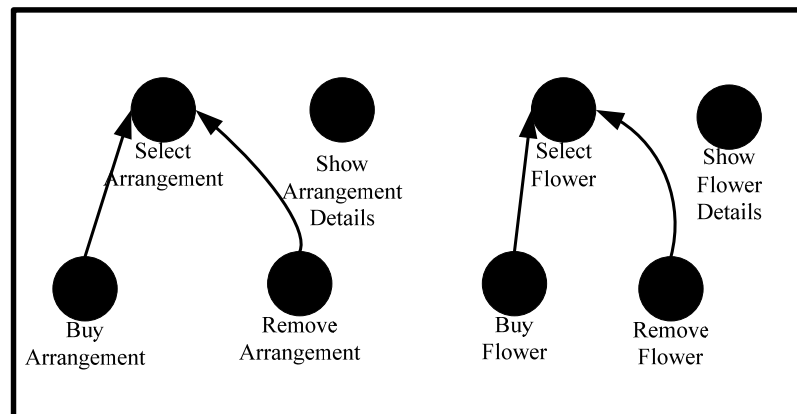 Select
Arrangement
Show
Arrangement
Details
Select
Flower
Show
Flower
Details
Buy
Arrangement
Remove
Arrangement
Buy
Flower
Remove
Flower